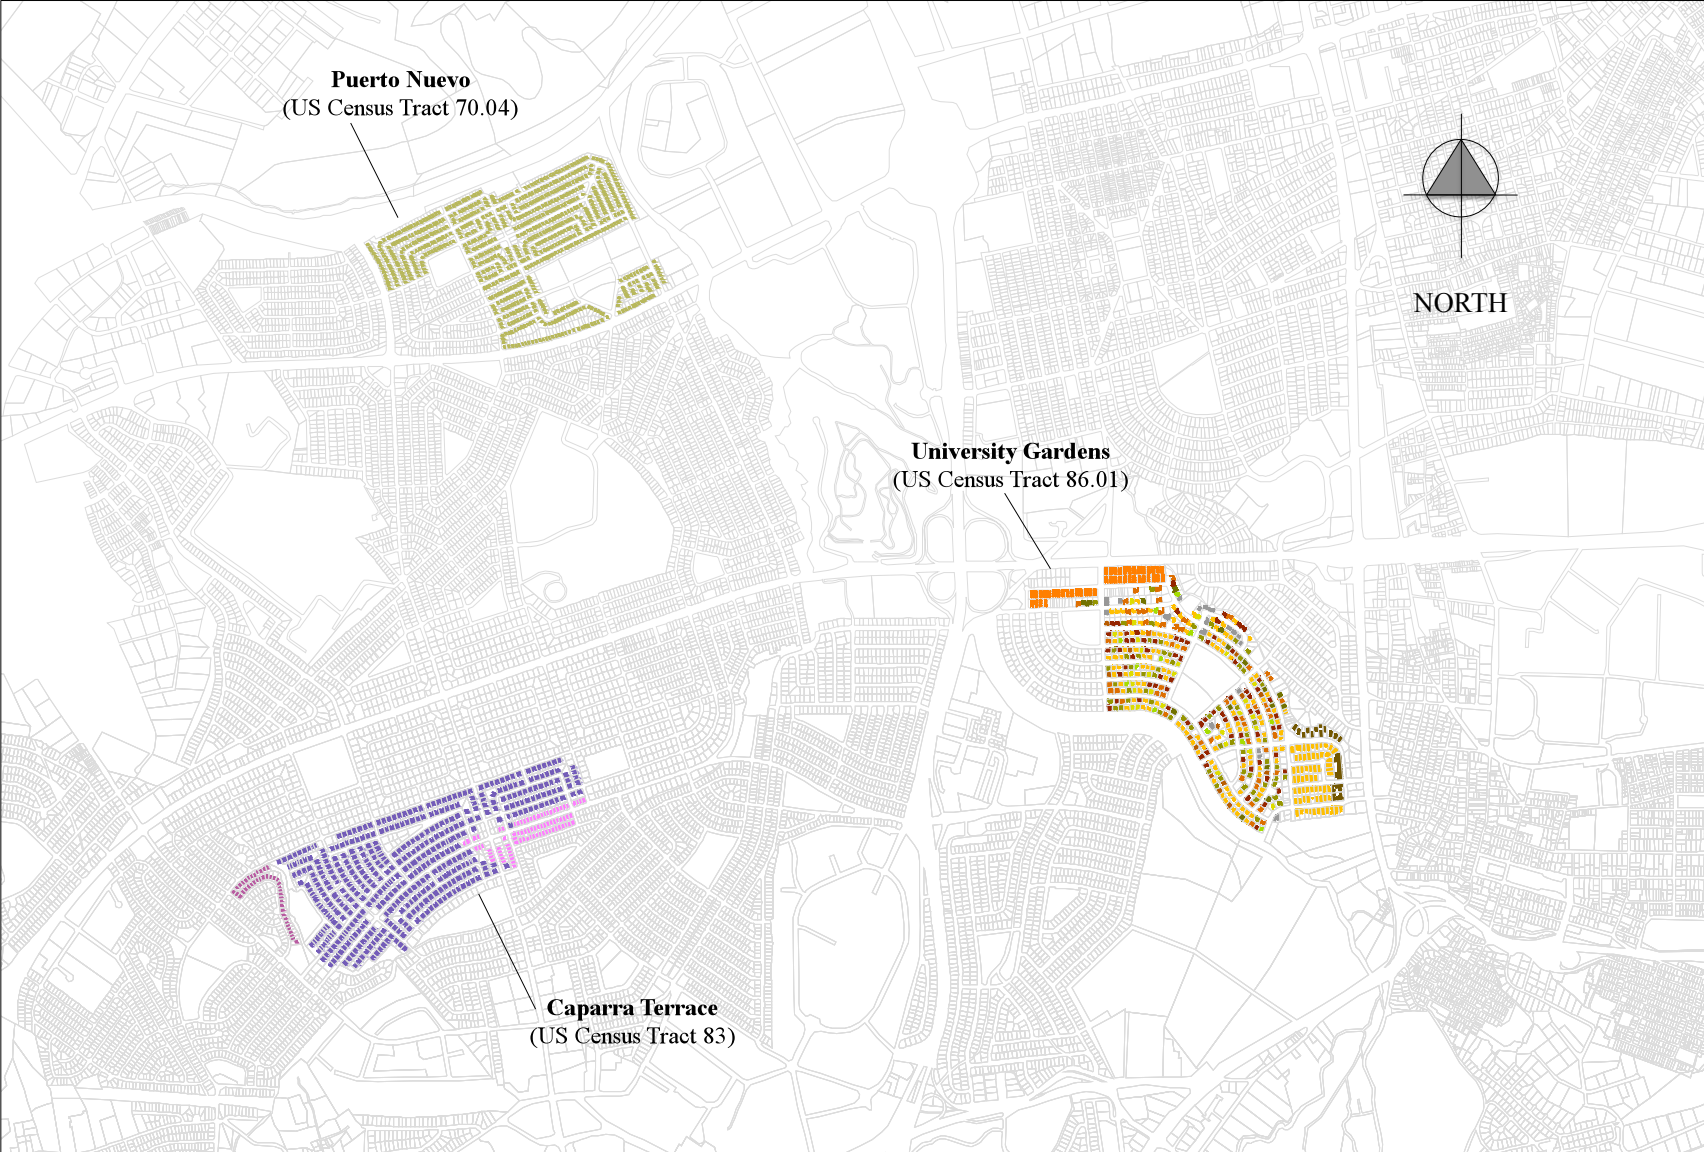 Puerto Nuevo
(US Census Tract 70.04)
NORTH
University Gardens
(US Census Tract 86.01)
Caparra Terrace
(US Census Tract 83)